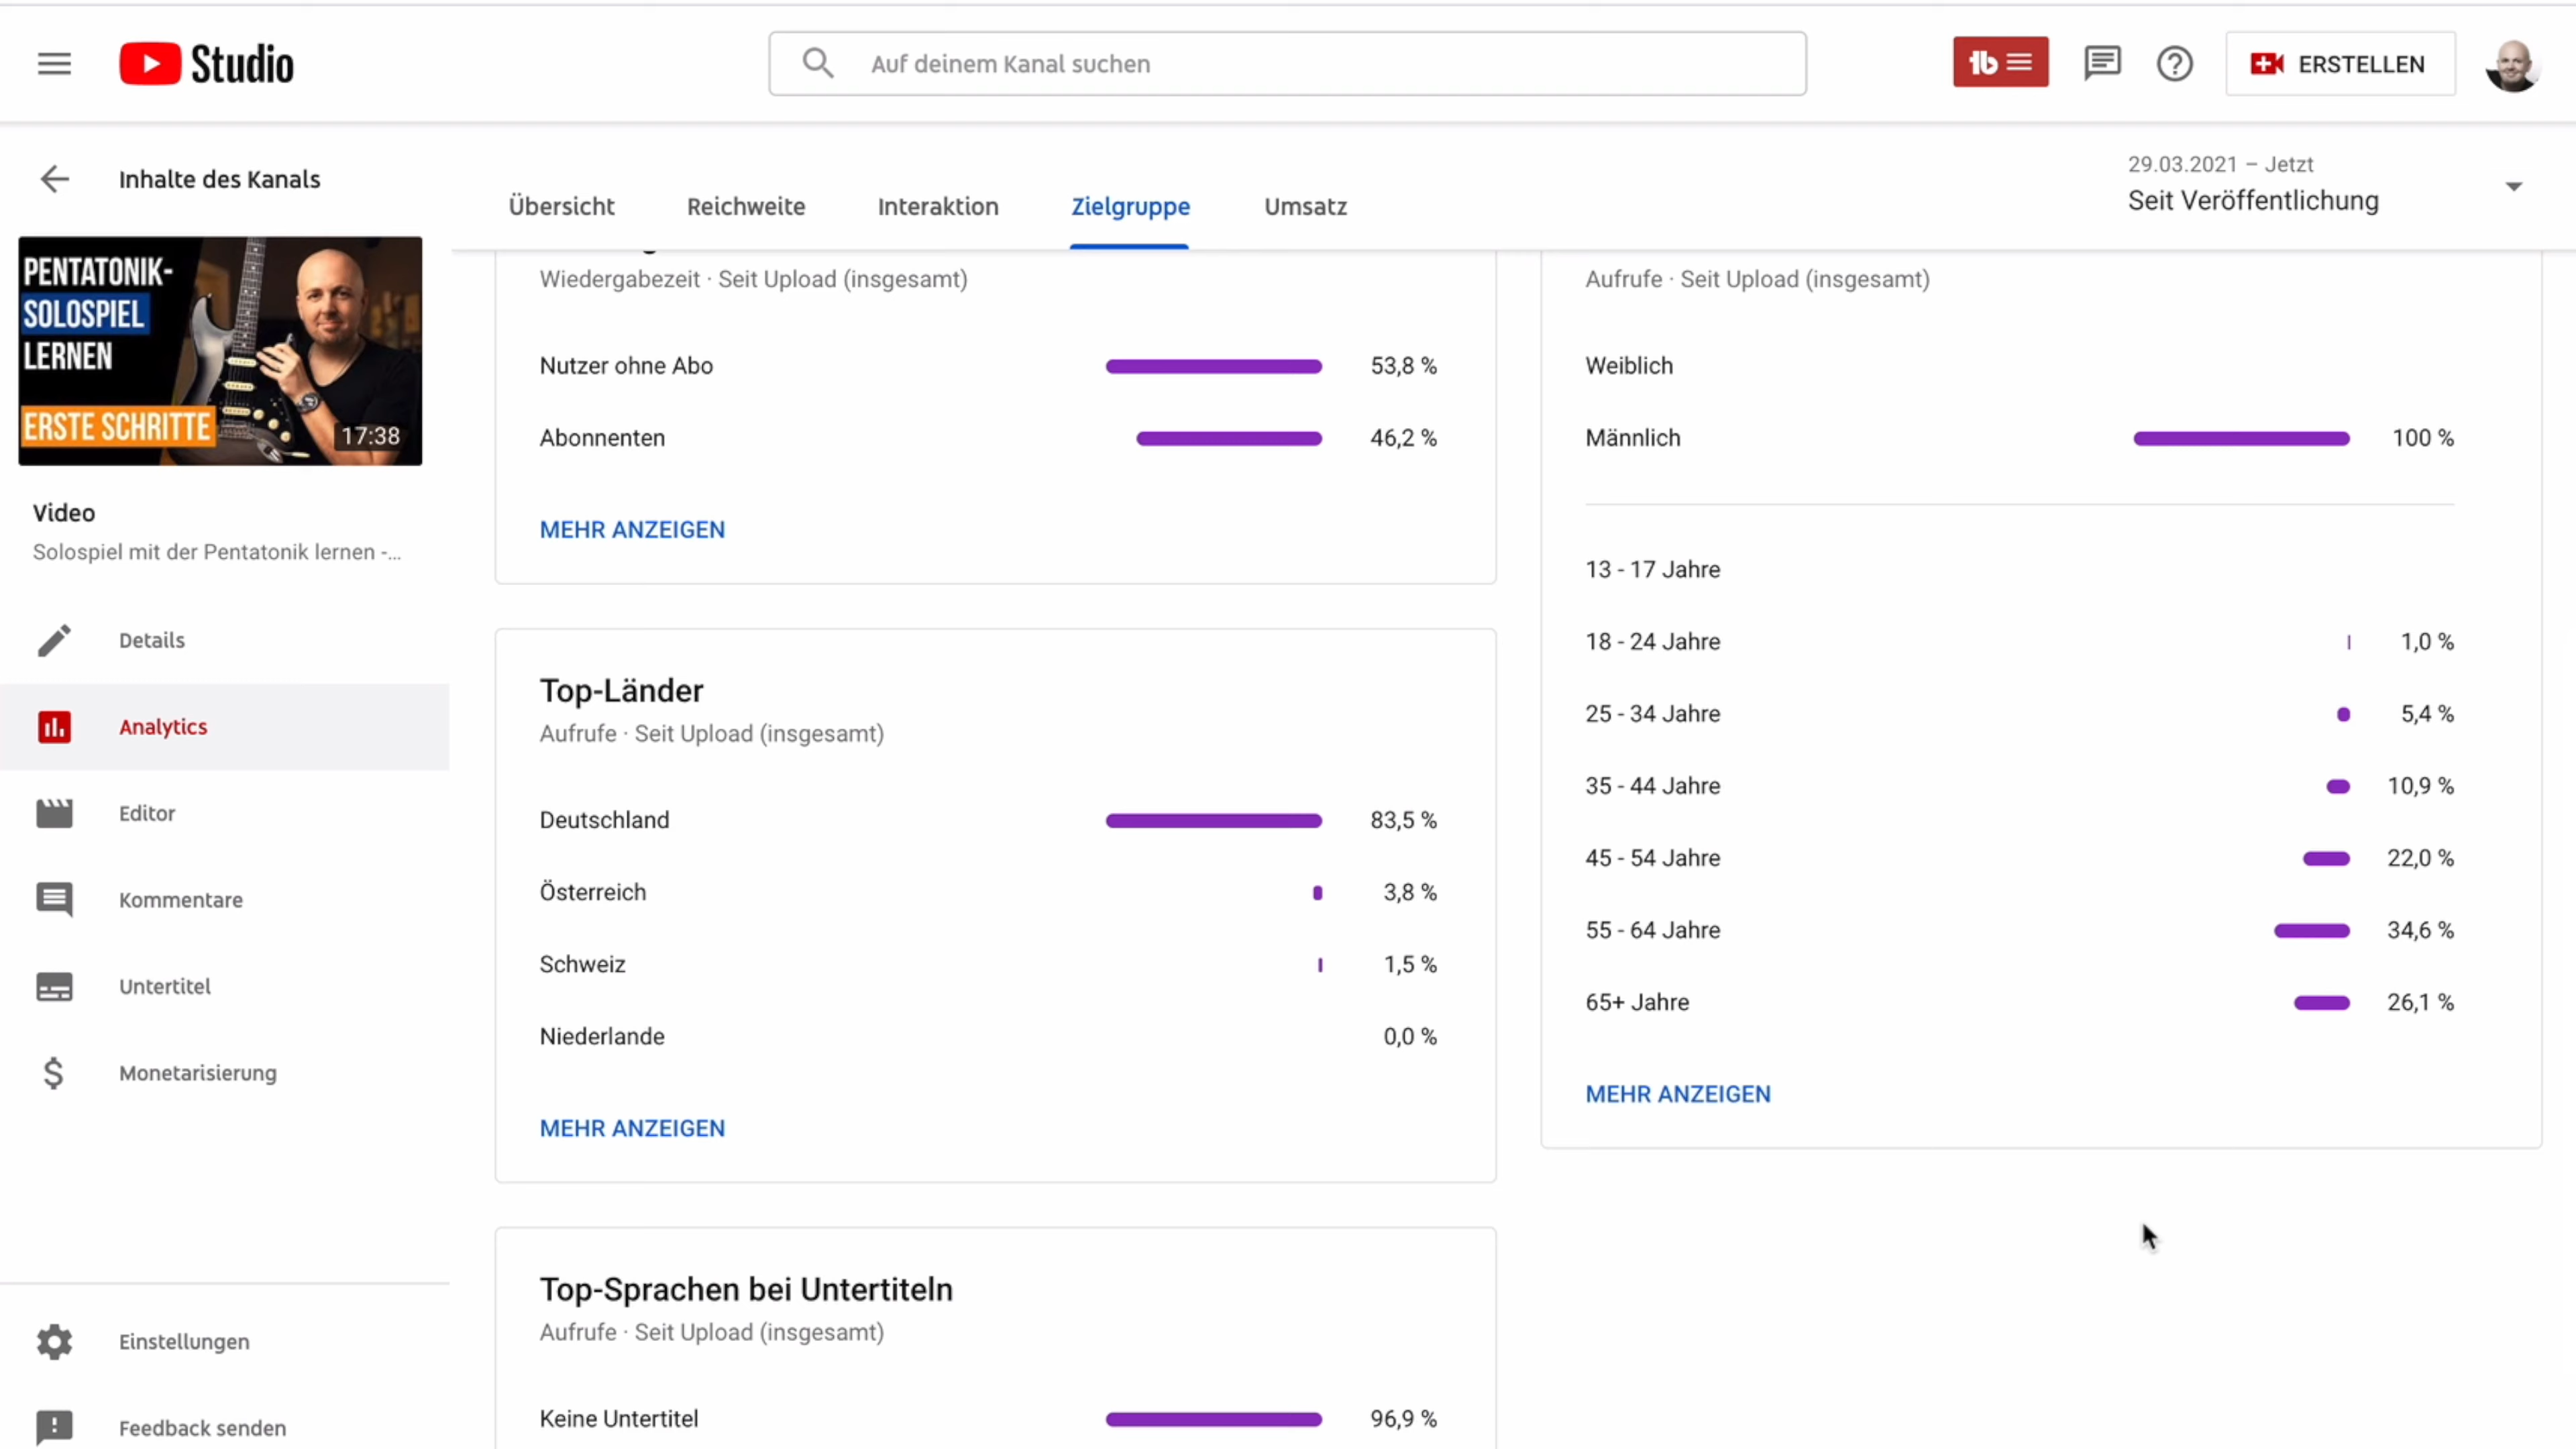 Studio
Auf deinem Kanal suchen
ERSTELLEN
Inhalte des Kanals
PENTATONIK-
SOLOSPIEL
LERNEN
ERSTE SCHRITTE
17:38
Video
Solospiel mit der Pentatonik lernen -...
Details
Analytics
Editor
Kommentare
Untertitel
Monetarisierung
Einstellungen
Feedback senden
Übersicht
Reichweite
Interaktion
Zielgruppe
Umsatz
29.03.2021 – Jetzt
Seit Veröffentlichung
Wiedergabezeit · Seit Upload (insgesamt)
Nutzer ohne Abo 53,8 %
Abonnenten 46,2 %
MEHR ANZEIGEN
Top-Länder
Aufrufe · Seit Upload (insgesamt)
Deutschland 83,5 %
Österreich 3,8 %
Schweiz 1,5 %
Niederlande 0,0 %
MEHR ANZEIGEN
Top-Sprachen bei Untertiteln
Aufrufe · Seit Upload (insgesamt)
Keine Untertitel 96,9 %
Aufrufe · Seit Upload (insgesamt)
Weiblich
Männlich 100 %
13 - 17 Jahre
18 - 24 Jahre 1,0 %
25 - 34 Jahre 5,4 %
35 - 44 Jahre 10,9 %
45 - 54 Jahre 22,0 %
55 - 64 Jahre 34,6 %
65+ Jahre 26,1 %
MEHR ANZEIGEN